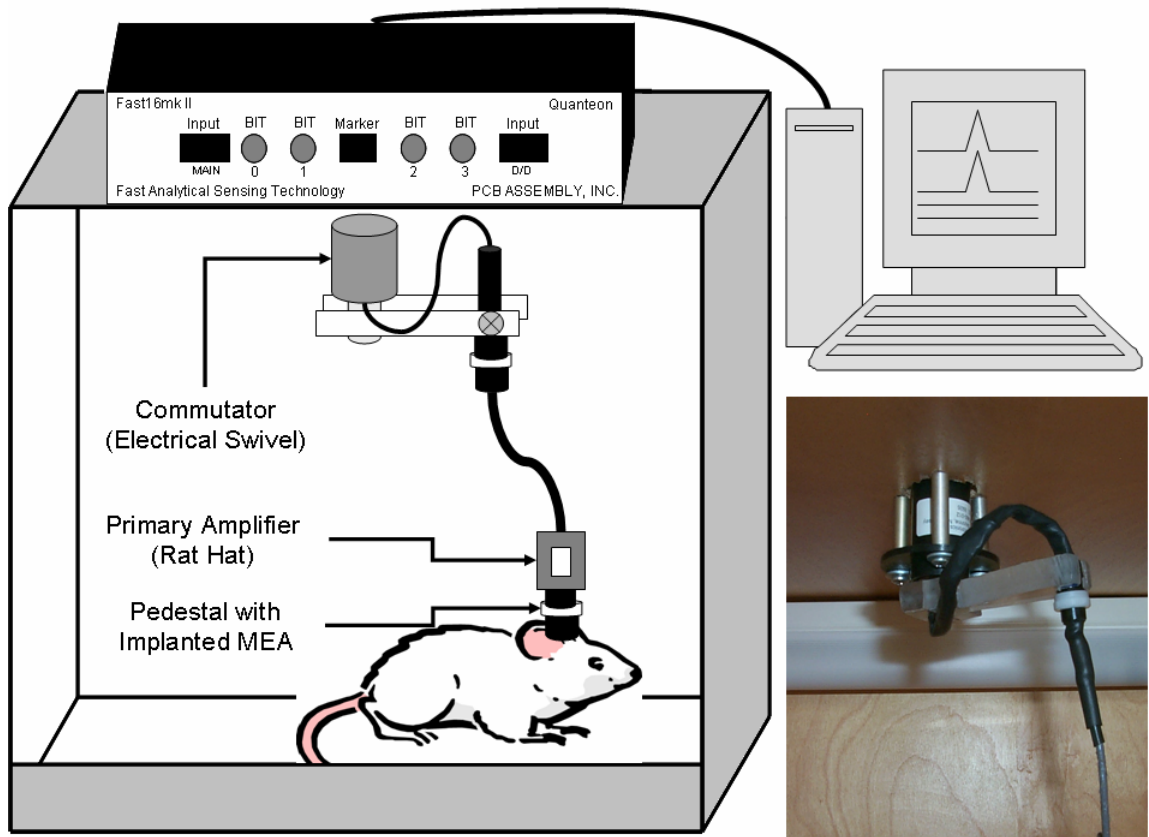 Fast16mk II
Quanteon
Input BIT BIT Marker BIT BIT Input
MAIN 0 1 2 3 D/D
Fast Analytical Sensing Technology
PCB ASSEMBLY, INC.
Commutator
(Electrical Swivel)
Primary Amplifier
(Rat Hat)
Pedestal with
Implanted MEA